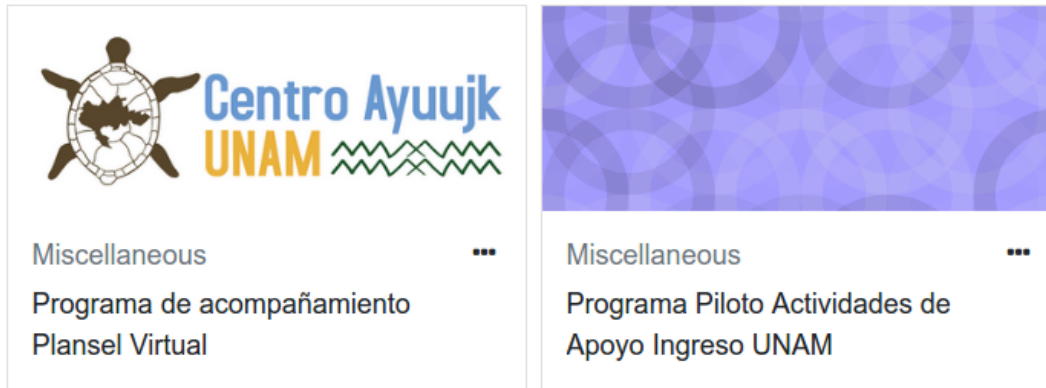 Centro Ayuujk
UNAM
Miscellaneous
Programa de acompañamiento
Plansel Virtual
Miscellaneous
Programa Piloto Actividades de
Apoyo Ingreso UNAM